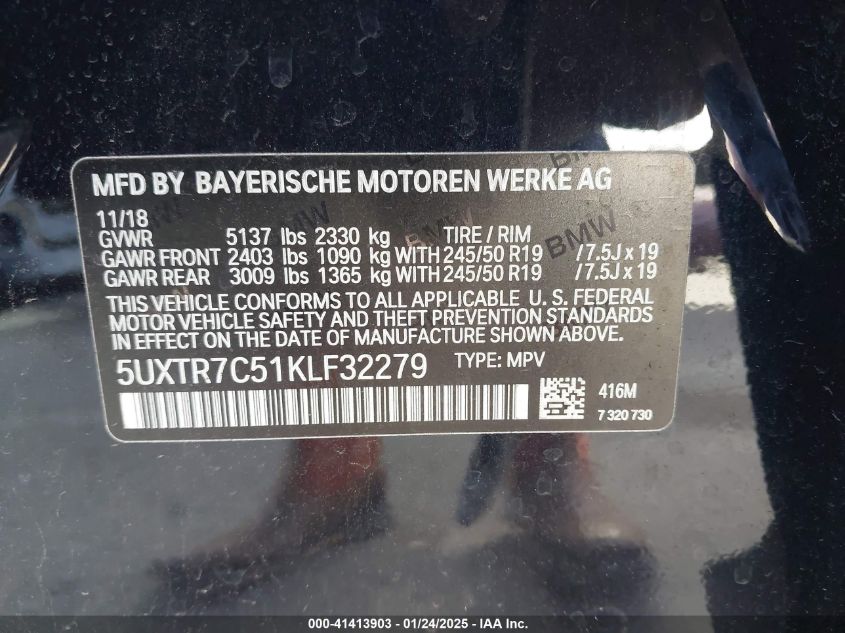 MFD BY BAYERISCHE MOTOREN WERKE AG
11/18
GVWR 5137 lbs 2330 kg TIRE / RIM
GAWR FRONT 2403 lbs 1090 kg WITH 245/50 R19 /7.5J x 19
GAWR REAR 3009 lbs 1365 kg WITH 245/50 R19 /7.5J x 19
THIS VEHICLE CONFORMS TO ALL APPLICABLE U. S. FEDERAL
MOTOR VEHICLE SAFETY AND THEFT PREVENTION STANDARDS
IN EFFECT ON THE DATE OF MANUFACTURE SHOWN ABOVE.
5UXTR7C51KLF32279 TYPE: MPV
416M
7 320 730
BMW
BMW
000-41413903 - 01/24/2025 - IAA Inc.